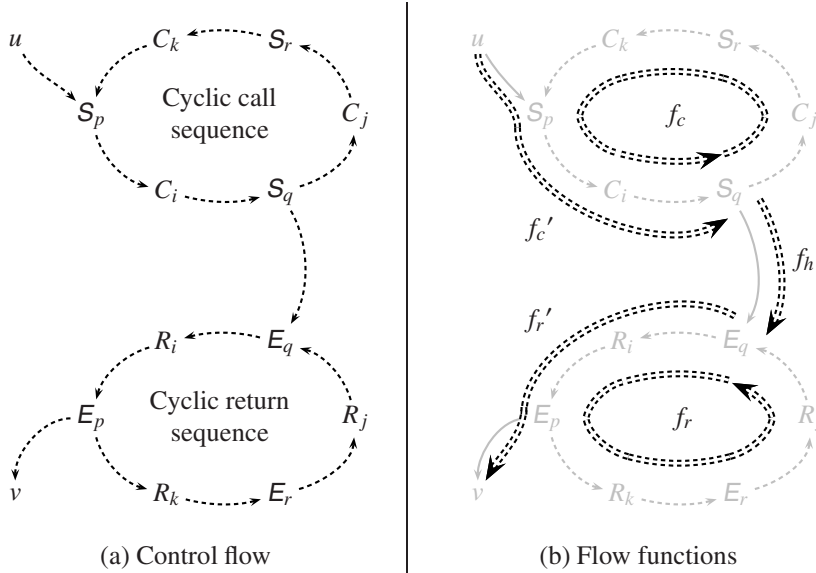 u
C_k
S_r
S_p
Cyclic call
sequence
C_j
C_i
S_q
R_i
E_q
E_p
Cyclic return
sequence
R_j
v
R_k
E_r
(a) Control flow
u
C_k
S_r
S_p
f_c
C_j
C_i
S_q
f_c'
f_h
f_r'
R_i
E_q
E_p
f_r
R_j
v
R_k
E_r
(b) Flow functions